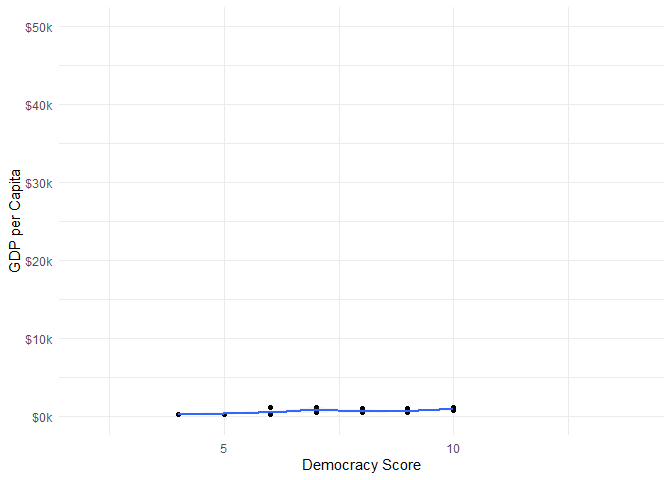 $50k
$40k
$30k
$20k
$10k
$0k
GDP per Capita
5
10
Democracy Score